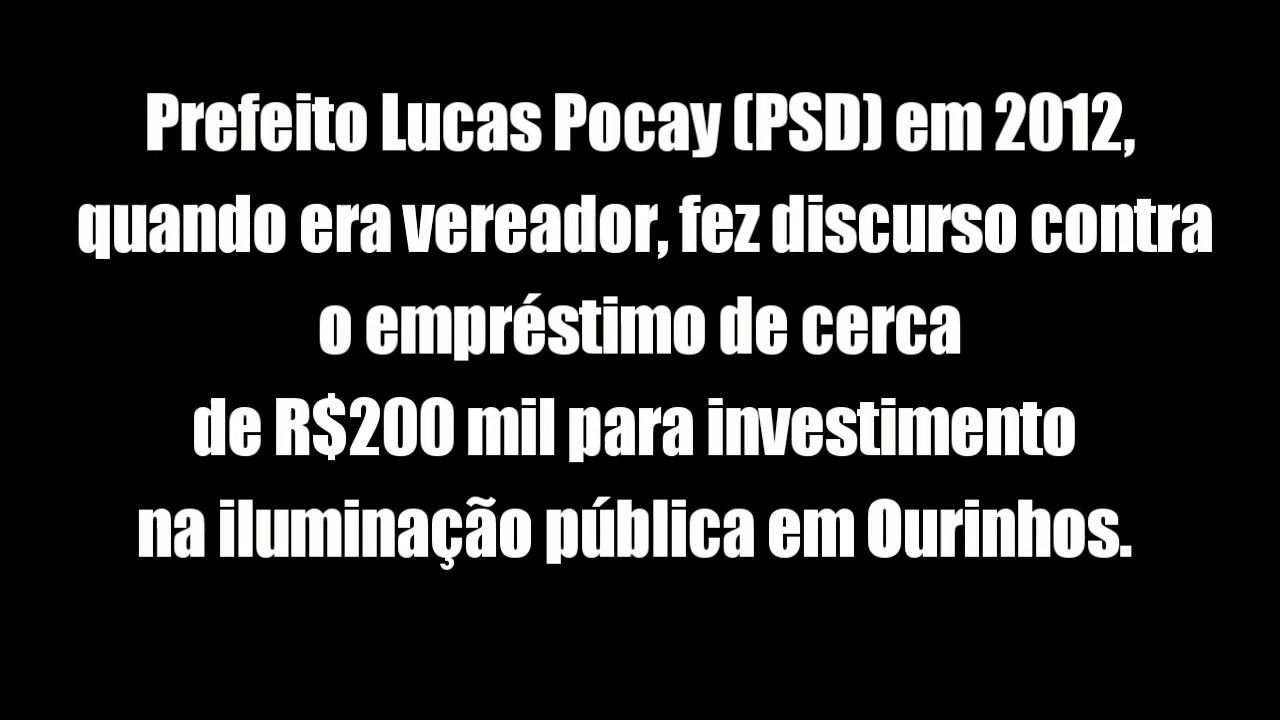 Prefeito Lucas Pocay (PSD) em 2012,
quando era vereador, fez discurso contra
o empréstimo de cerca
de R$200 mil para investimento
na iluminação pública em Ourinhos.